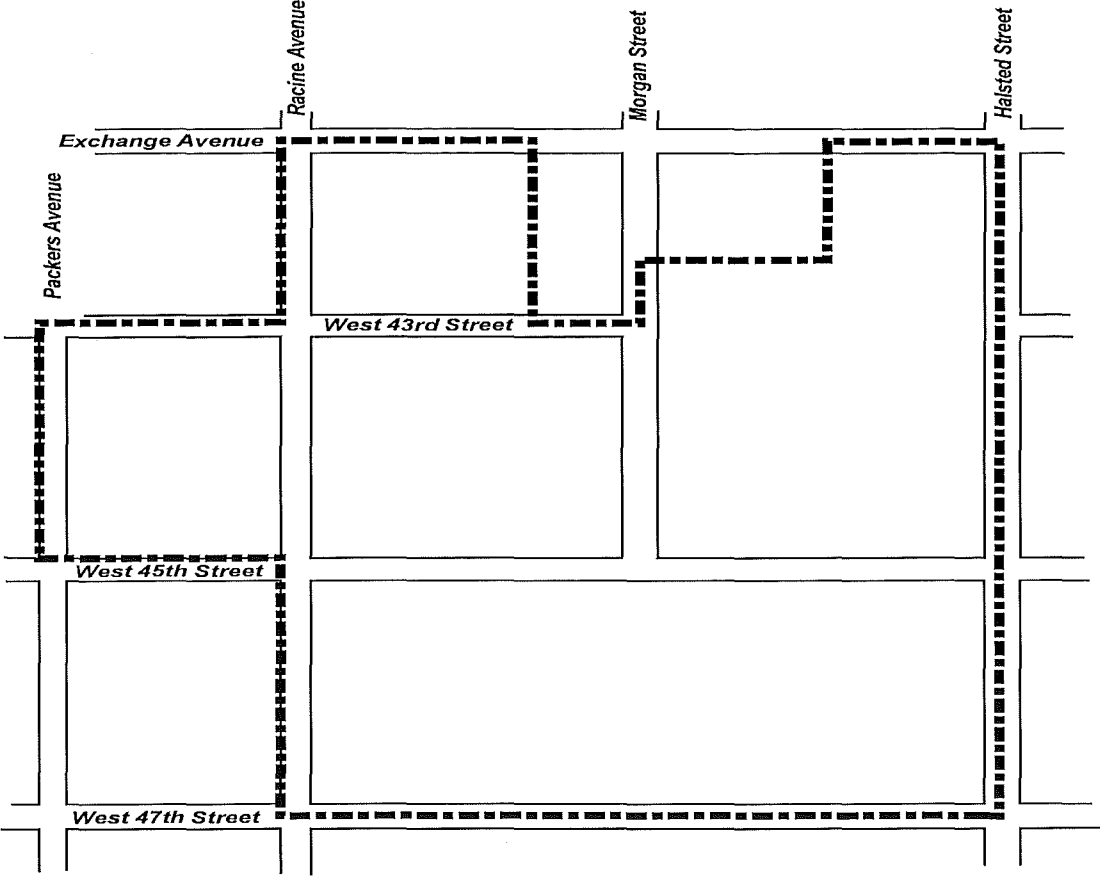 Racine Avenue
Morgan Street
Halsted Street
Exchange Avenue
Packers Avenue
West 43rd Street
West 45th Street
West 47th Street